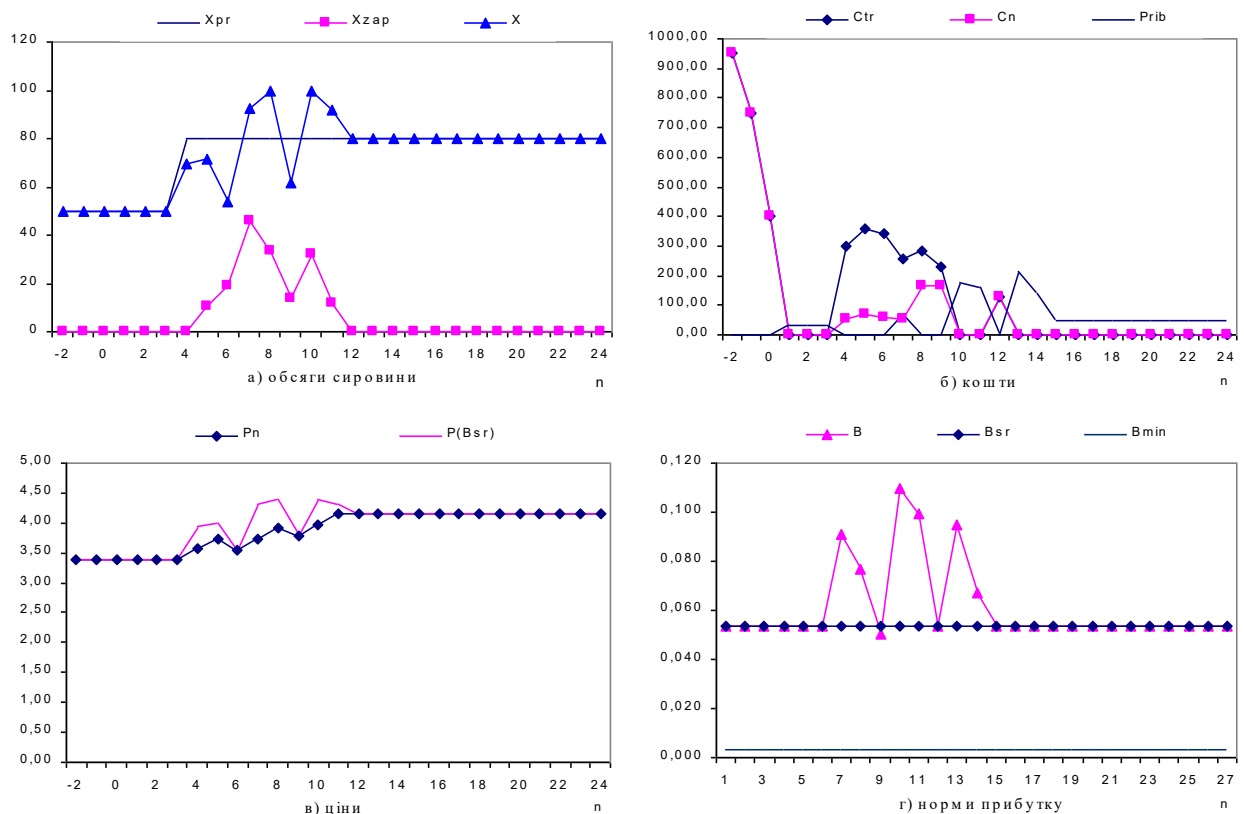 Xpr Xzap X
120
100
80
60
40
20
0
-2 0 2 4 6 8 10 12 14 16 18 20 22 24
а) обсяги сировини
n
Ctr Cn Prib
1000,00
900,00
800,00
700,00
600,00
500,00
400,00
300,00
200,00
100,00
0,00
-2 0 2 4 6 8 10 12 14 16 18 20 22 24
б) кошти
n
Pn P(Bsr)
5,00
4,50
4,00
3,50
3,00
2,50
2,00
1,50
1,00
0,50
0,00
-2 0 2 4 6 8 10 12 14 16 18 20 22 24
в) ціни
n
B Bsr Bmin
0,120
0,100
0,080
0,060
0,040
0,020
0,000
1 3 5 7 9 11 13 15 17 19 21 23 25 27
г) норми прибутку
n